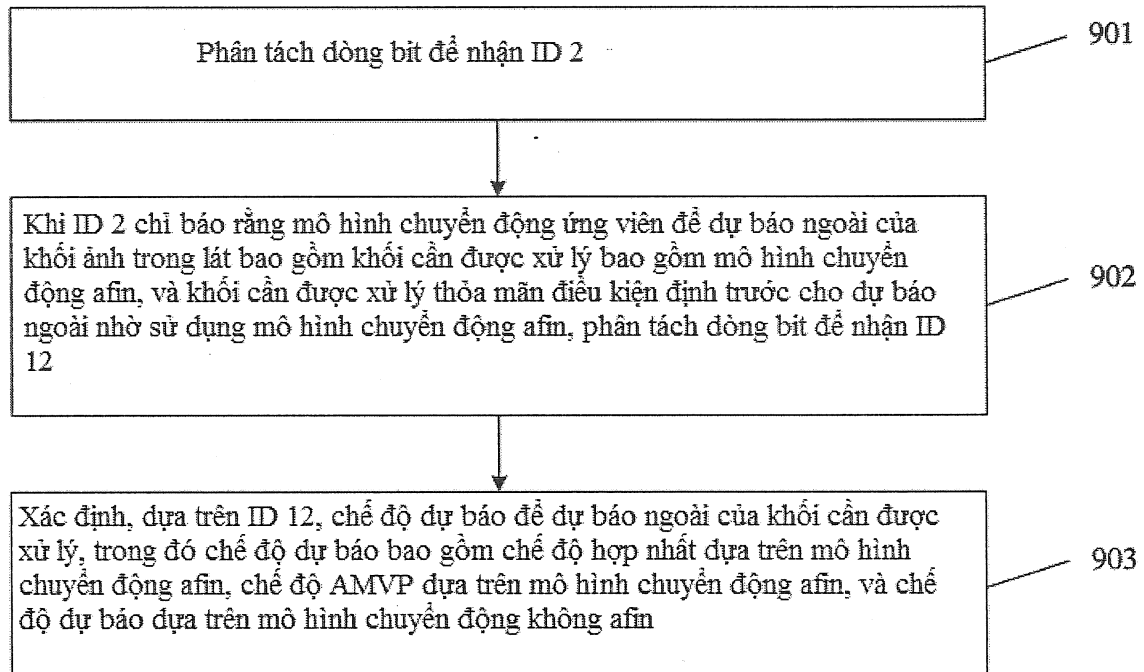 Phân tách dòng bit để nhận ID 2
901
Khi ID 2 chỉ báo rằng mô hình chuyển động ứng viên để dự báo ngoài của
khối ảnh trong lát bao gồm khối cần được xử lý bao gồm mô hình chuyển
động afin, và khối cần được xử lý thỏa mãn điều kiện định trước cho dự báo
ngoài nhờ sử dụng mô hình chuyển động afin, phân tách dòng bit để nhận ID
12
902
Xác định, dựa trên ID 12, chế độ dự báo để dự báo ngoài của khối cần được
xử lý, trong đó chế độ dự báo bao gồm chế độ hợp nhất dựa trên mô hình
chuyển động afin, chế độ AMVP dựa trên mô hình chuyển động afin, và chế
độ dự báo dựa trên mô hình chuyển động không afin
903